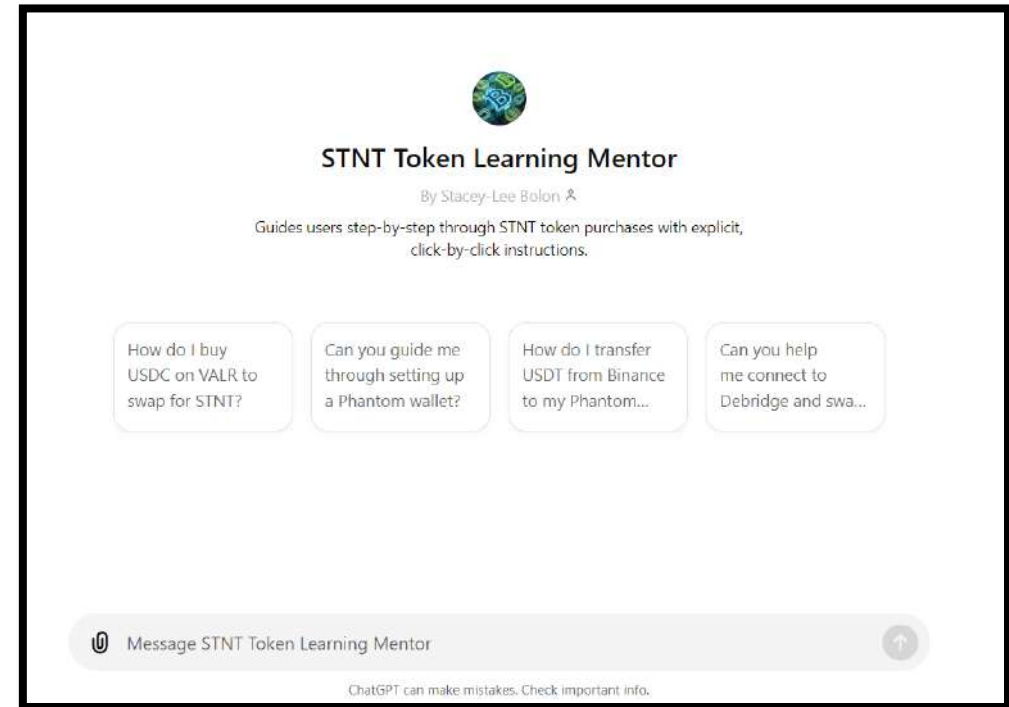 STNT Token Learning Mentor
By Stacey-Lee Bolon
Guides users step-by-step through STNT token purchases with explicit,
click-by-click instructions.
How do I buy
USDC on VALR to
swap for STNT?
Can you guide me
through setting up
a Phantom wallet?
How do I transfer
USDT from Binance
to my Phantom...
Can you help
me connect to
Debridge and swa...
Message STNT Token Learning Mentor
ChatGPT can make mistakes. Check important info.